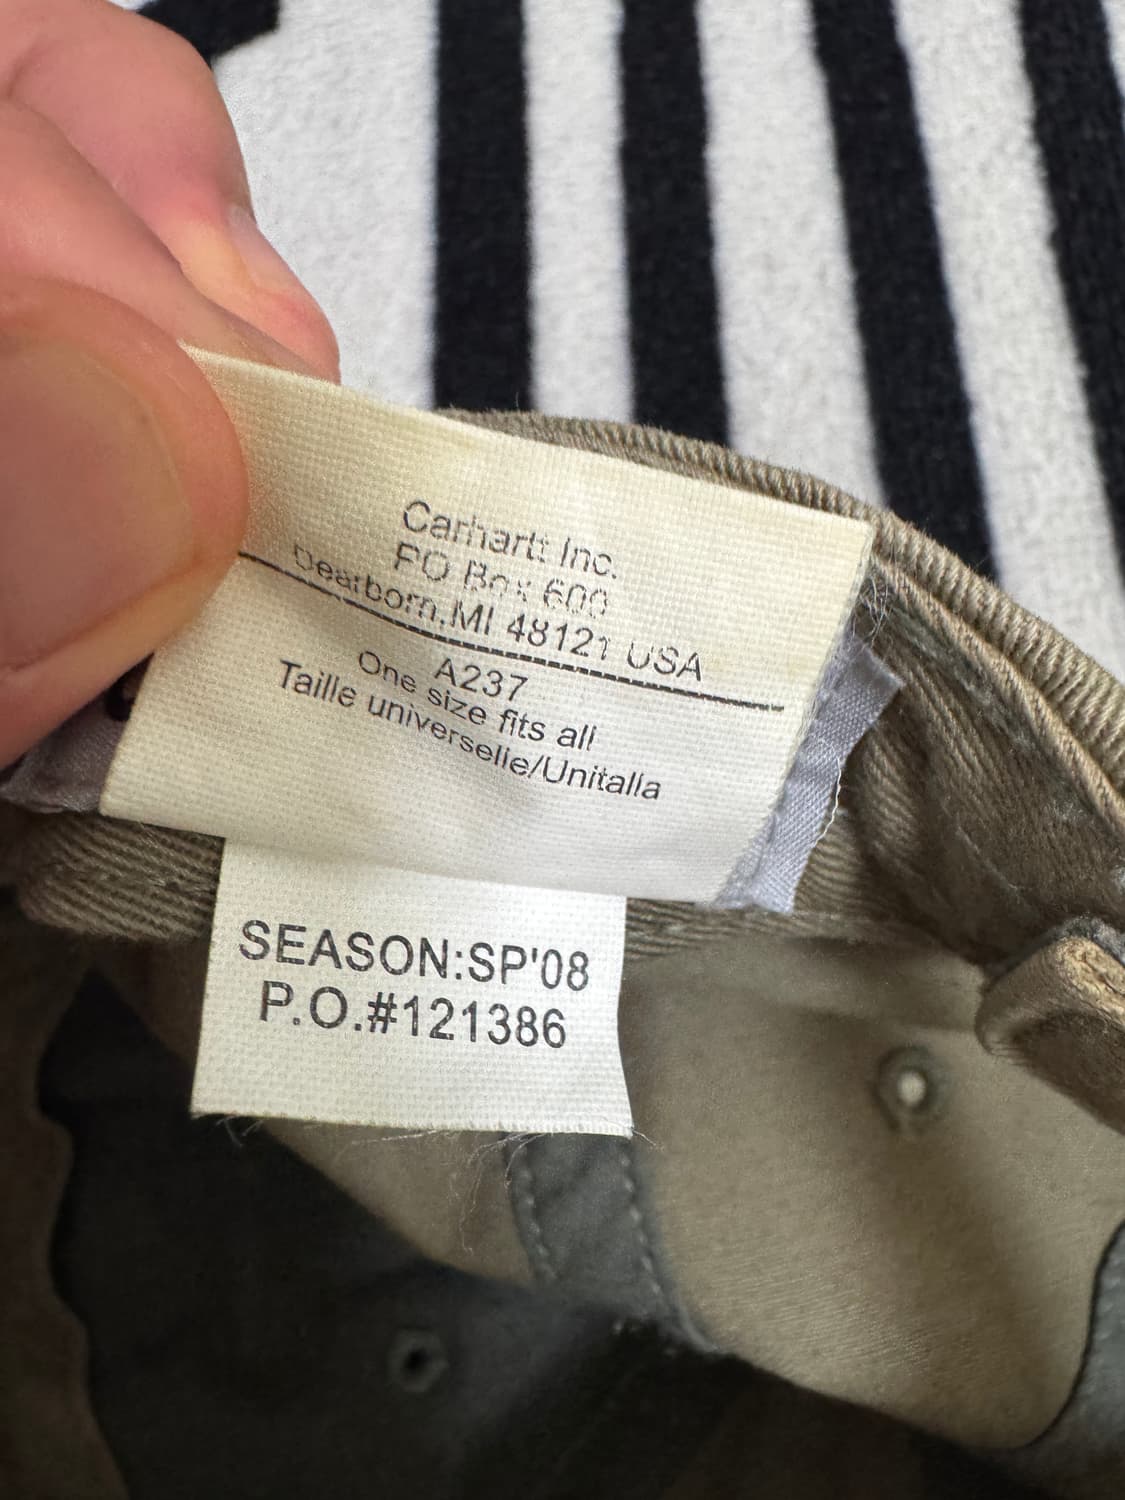 Carhartt Inc.
PO Box 600
Dearborn,MI 48121 USA
A237
One size fits all
Taille universelle/Unitalla
SEASON:SP'08
P.O.#121386